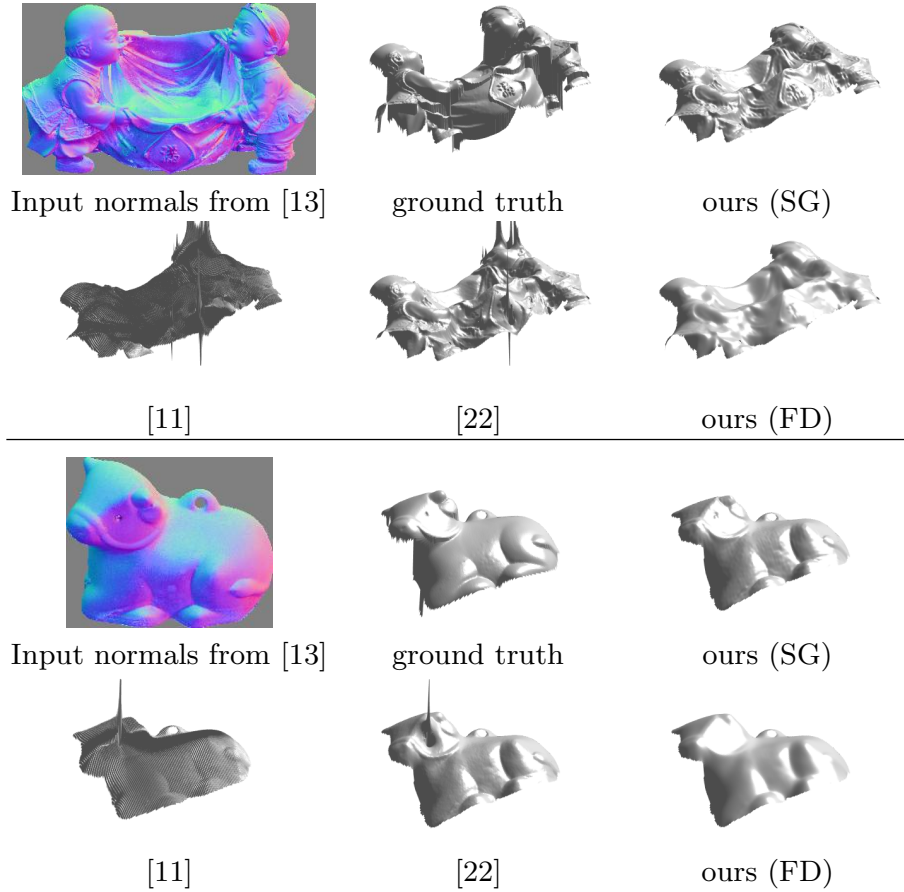 Input normals from [13] ground truth ours (SG)
[11] [22] ours (FD)
Input normals from [13] ground truth ours (SG)
[11] [22] ours (FD)